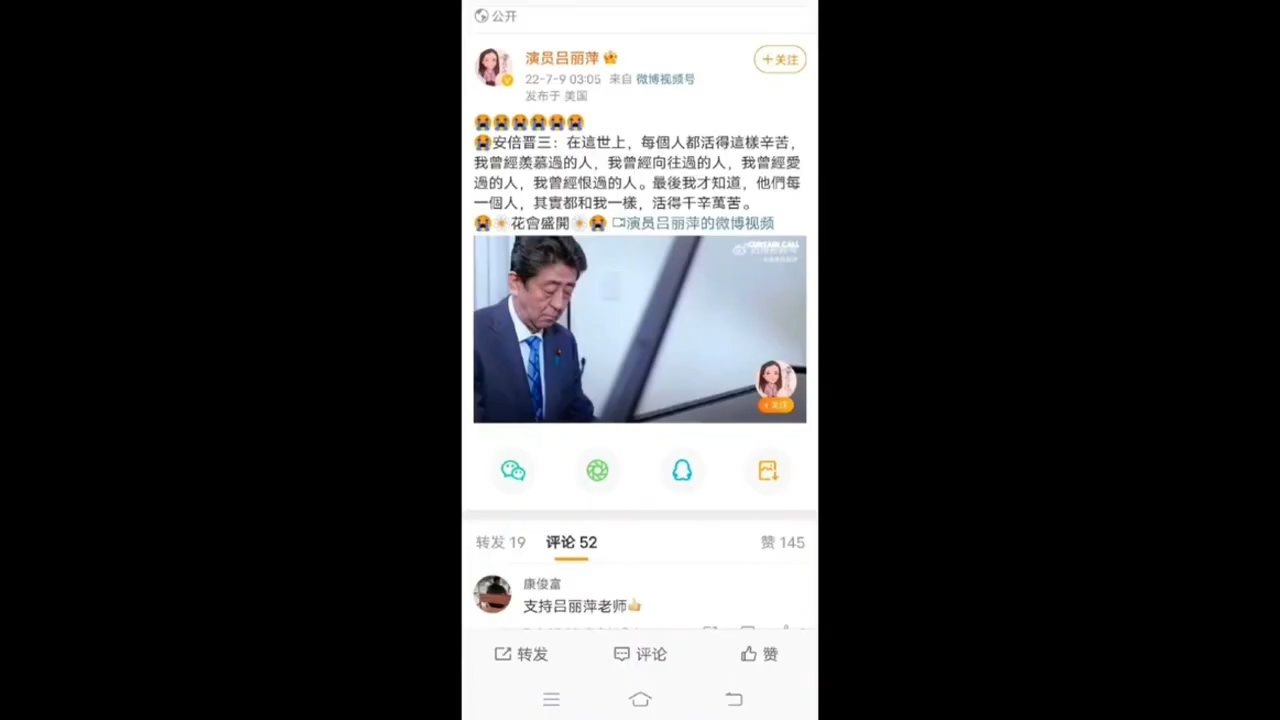 公开
演员吕丽萍
+关注
22-7-9 03:05 来自 微博视频号
发布于 美国
安倍晋三：在這世上，每個人都活得這樣辛苦，
我曾經羨慕過的人，我曾經向往過的人，我曾經愛
過的人，我曾經恨過的人。最後我才知道，他們每
一個人，其實都和我一樣，活得千辛萬苦。
花會盛開 演员吕丽萍的微博视频
CURTAIN CALL
+关注
转发 19 评论 52 赞 145
康俊富
支持吕丽萍老师
转发 评论 赞